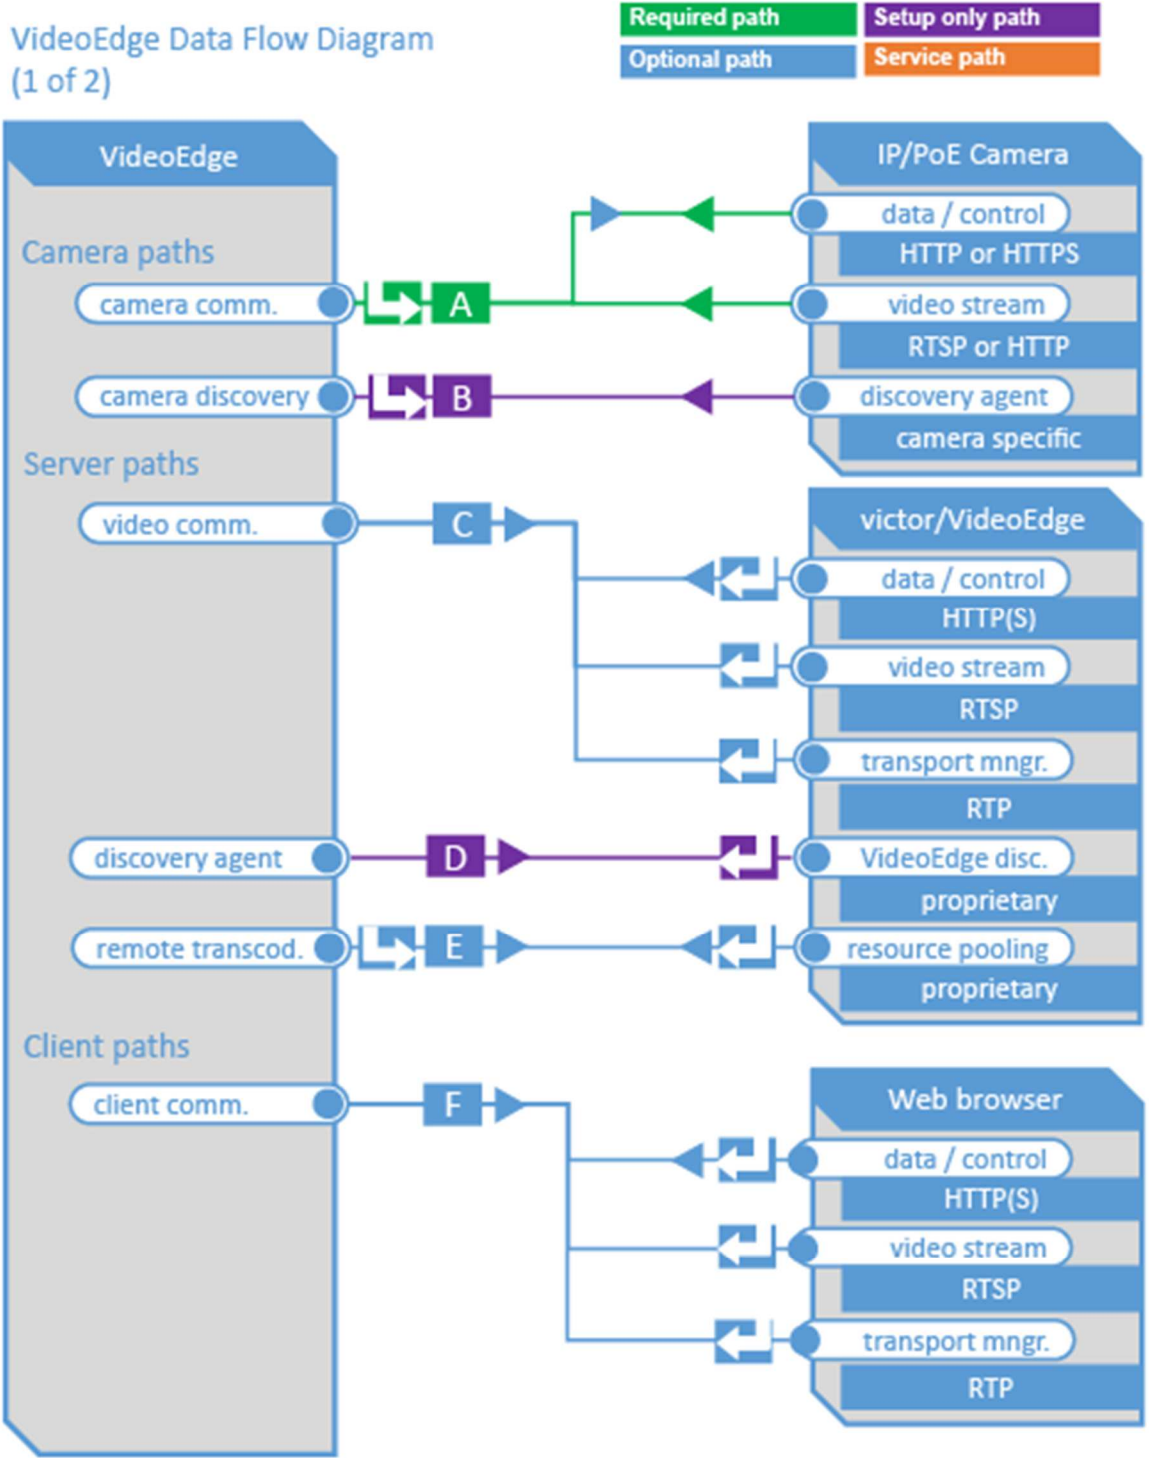 VideoEdge Data Flow Diagram
(1 of 2)
Required path
Setup only path
Optional path
Service path
VideoEdge
Camera paths
camera comm.
A
camera discovery
B
Server paths
video comm.
C
discovery agent
D
remote transcod.
E
Client paths
client comm.
F
IP/PoE Camera
data / control
HTTP or HTTPS
video stream
RTSP or HTTP
discovery agent
camera specific
victor/VideoEdge
data / control
HTTP(S)
video stream
RTSP
transport mngr.
RTP
VideoEdge disc.
proprietary
resource pooling
proprietary
Web browser
data / control
HTTP(S)
video stream
RTSP
transport mngr.
RTP